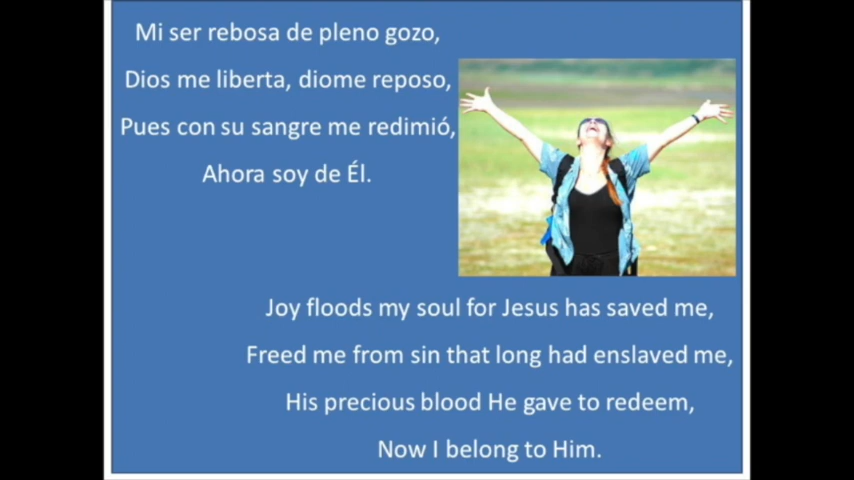 Mi ser rebosa de pleno gozo,
Dios me liberta, diome reposo,
Pues con su sangre me redimió,
Ahora soy de Él.
Joy floods my soul for Jesus has saved me,
Freed me from sin that long had enslaved me,
His precious blood He gave to redeem,
Now I belong to Him.